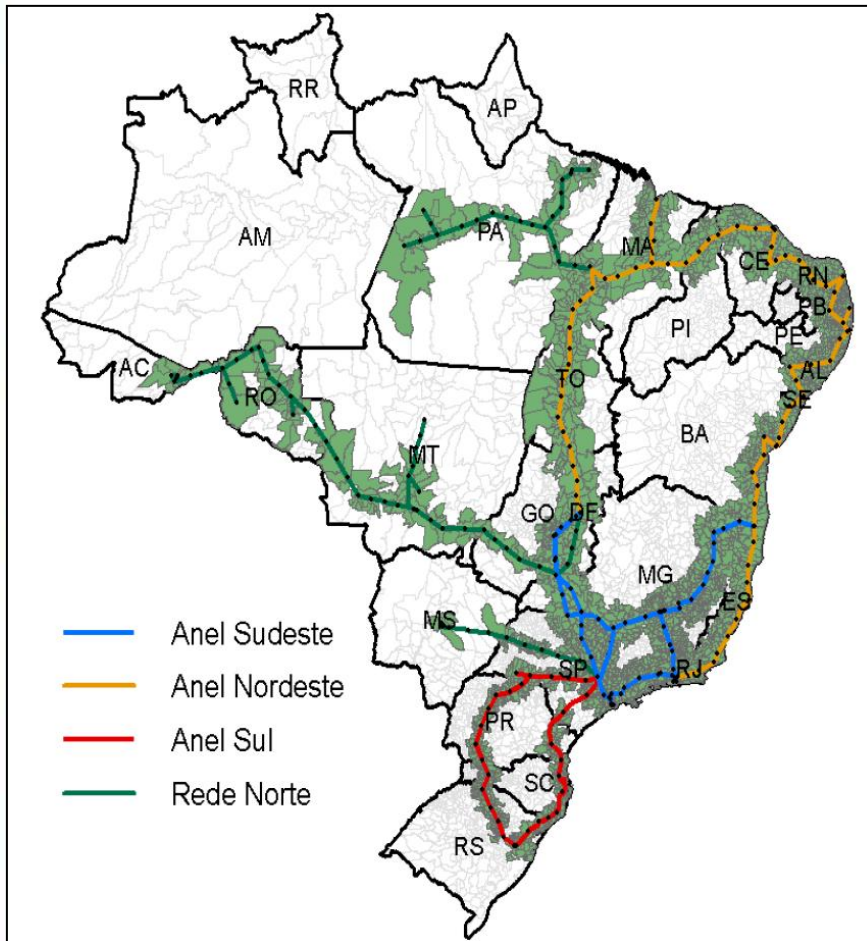 RR
AP
AM
PA
MA
CE
RN
PB
PE
PI
AL
SE
AC
RO
TO
MT
BA
GO
DF
MG
ES
MS
SP
RJ
PR
SC
RS
Anel Sudeste
Anel Nordeste
Anel Sul
Rede Norte